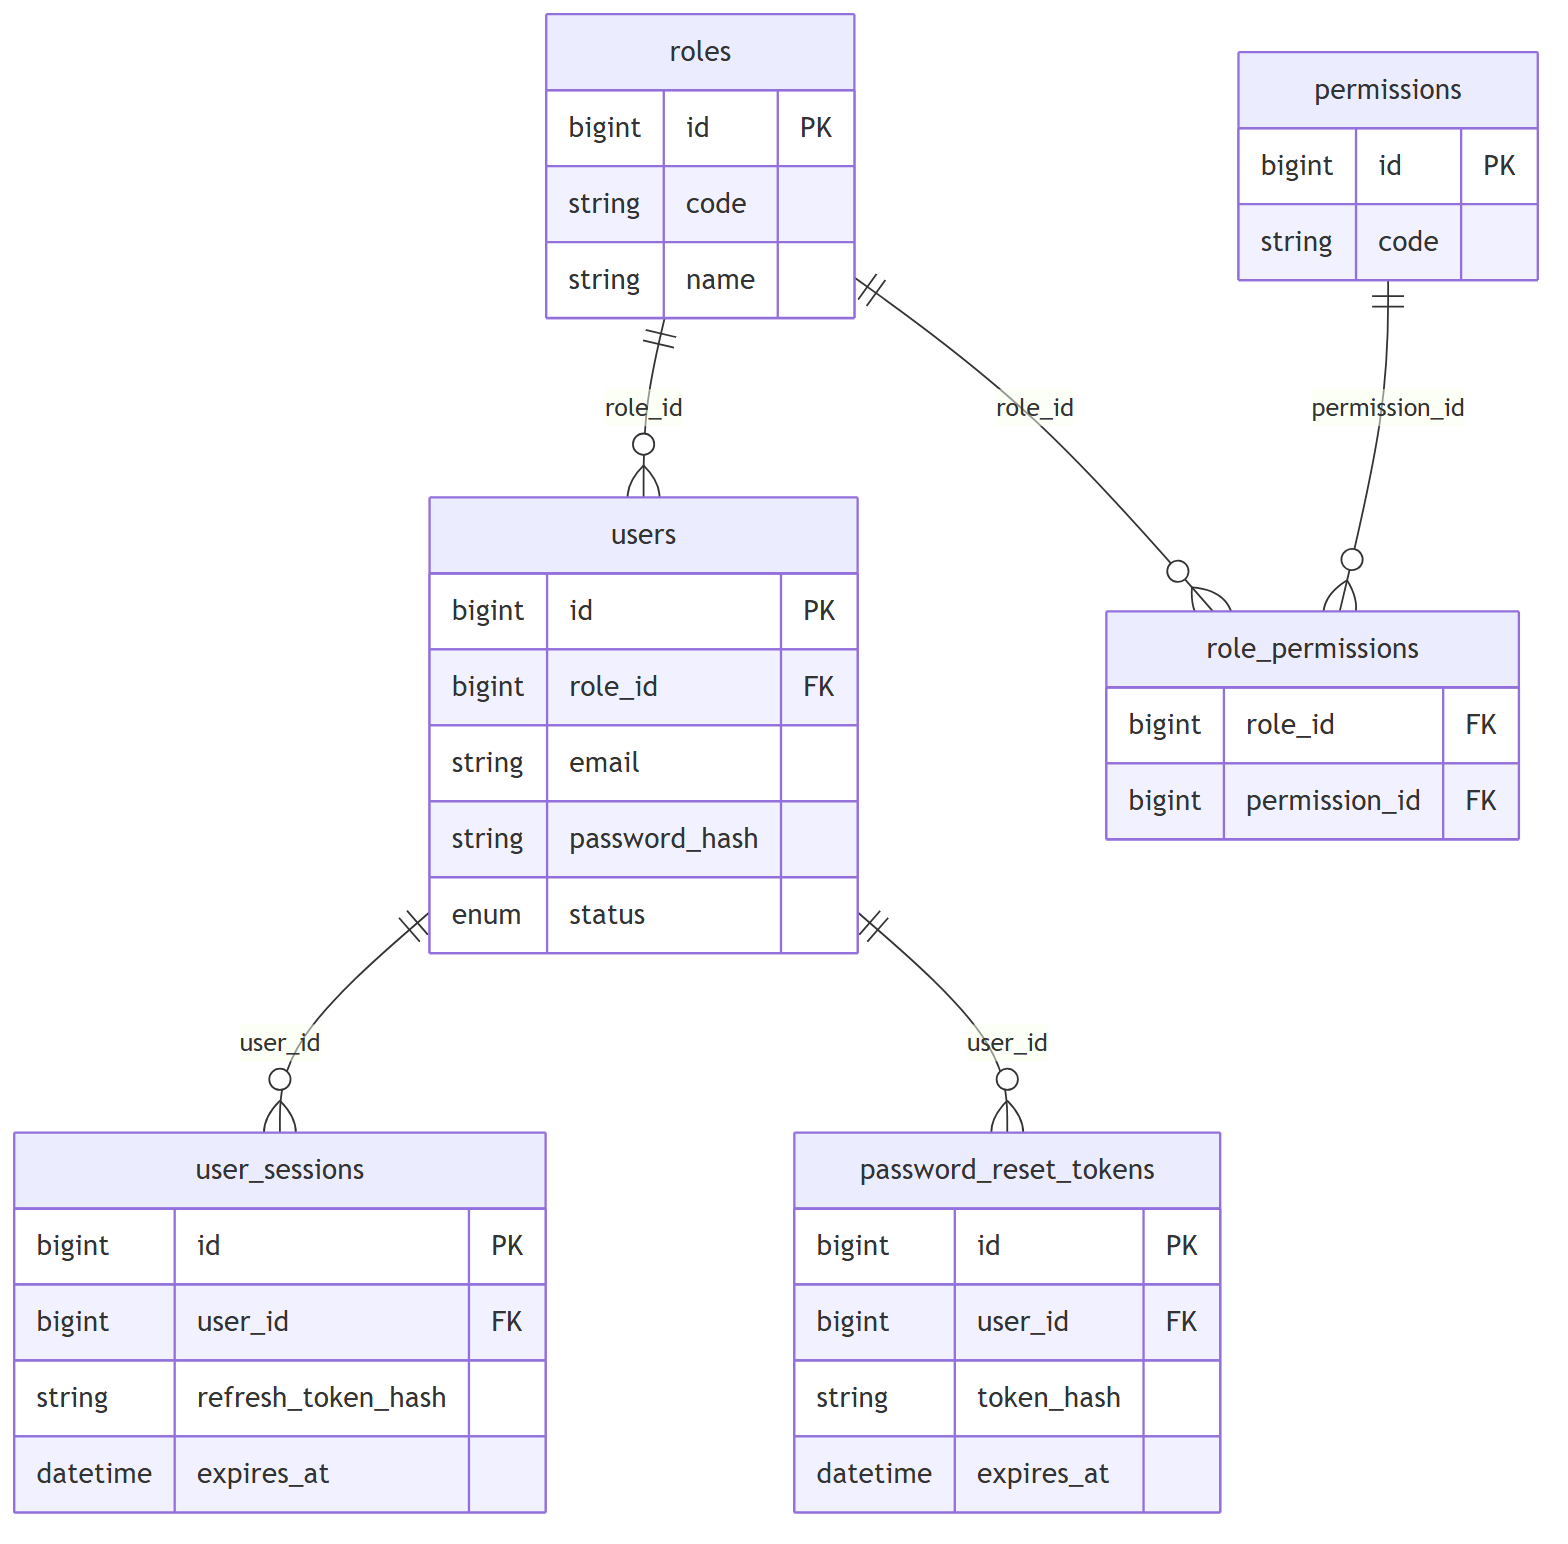 roles
bigint id PK
string code
string name
permissions
bigint id PK
string code
role_id
role_id
permission_id
users
bigint id PK
bigint role_id FK
string email
string password_hash
enum status
role_permissions
bigint role_id FK
bigint permission_id FK
user_id
user_id
user_sessions
bigint id PK
bigint user_id FK
string refresh_token_hash
datetime expires_at
password_reset_tokens
bigint id PK
bigint user_id FK
string token_hash
datetime expires_at